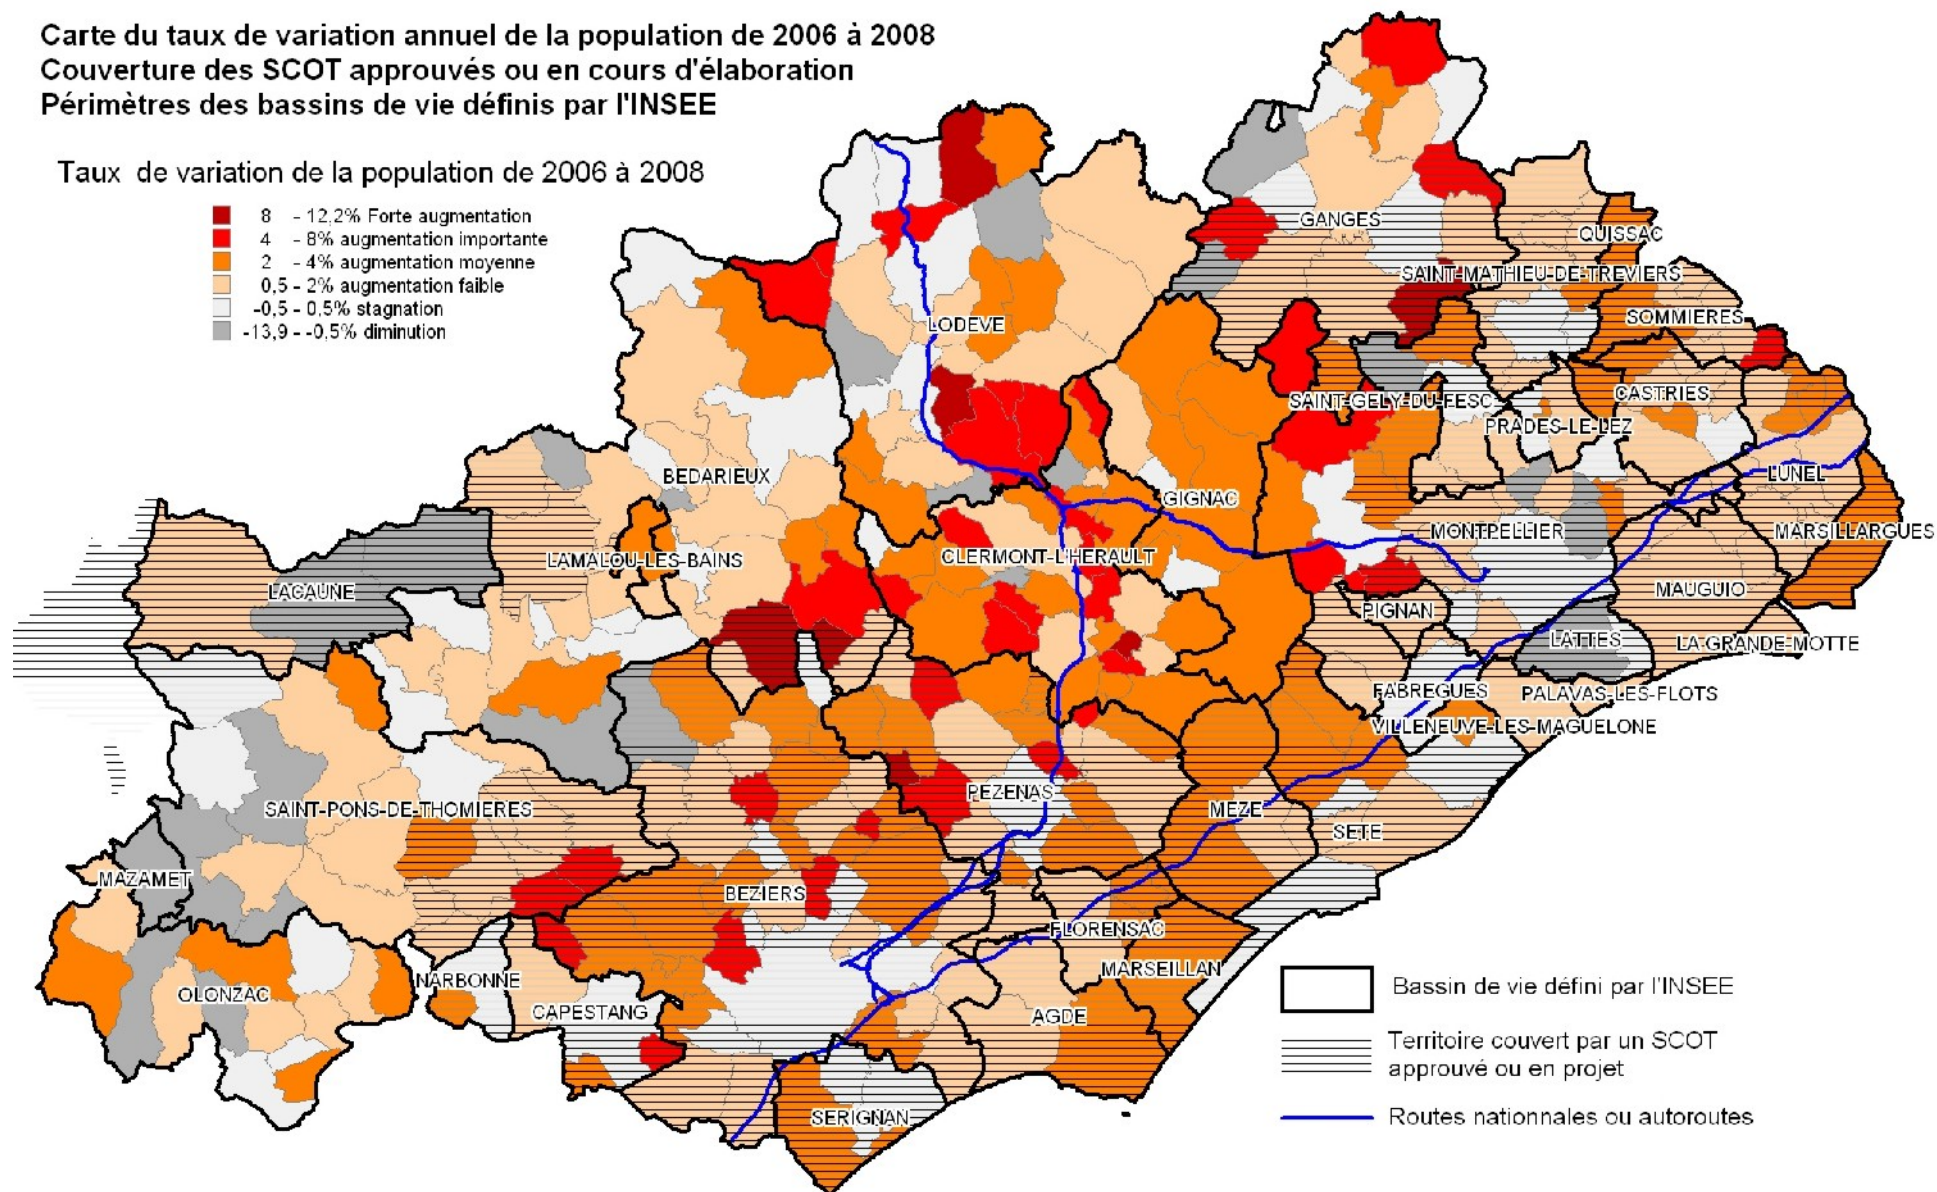 Carte du taux de variation annuel de la population de 2006 à 2008
Couverture des SCOT approuvés ou en cours d'élaboration
Périmètres des bassins de vie définis par l'INSEE
Taux de variation de la population de 2006 à 2008
8 - 12,2% Forte augmentation
4 - 8% augmentation importante
2 - 4% augmentation moyenne
0,5 - 2% augmentation faible
-0,5 - 0,5% stagnation
-13,9 - -0,5% diminution
GANGES
QUISSAC
SAINT-MATHIEU-DE-TREVIERS
LODEVE
SOMMIERES
SAINT-GELY-DU-FESC
CASTRIES
PRADES-LE-LEZ
BEDARIEUX
LUNEL
GIGNAC
MONTPELLIER
MARSILLARGUES
CLERMONT-L'HERAULT
LAMALOU-LES-BAINS
LACAUNE
MAUGUIO
PIGNAN
LATTES
LA-GRANDE-MOTTE
FABREGUES
PALAVAS-LES-FLOTS
VILLENEUVE-LES-MAGUELONE
PEZENAS
SAINT-PONS-DE-THOMIERES
MEZE
SETE
MAZAMET
BEZIERS
FLORENSAC
MARSEILLAN
NARBONNE
OLONZAC
CAPESTANG
AGDE
SERIGNAN
Bassin de vie défini par l'INSEE
Territoire couvert par un SCOT
approuvé ou en projet
Routes nationnales ou autoroutes